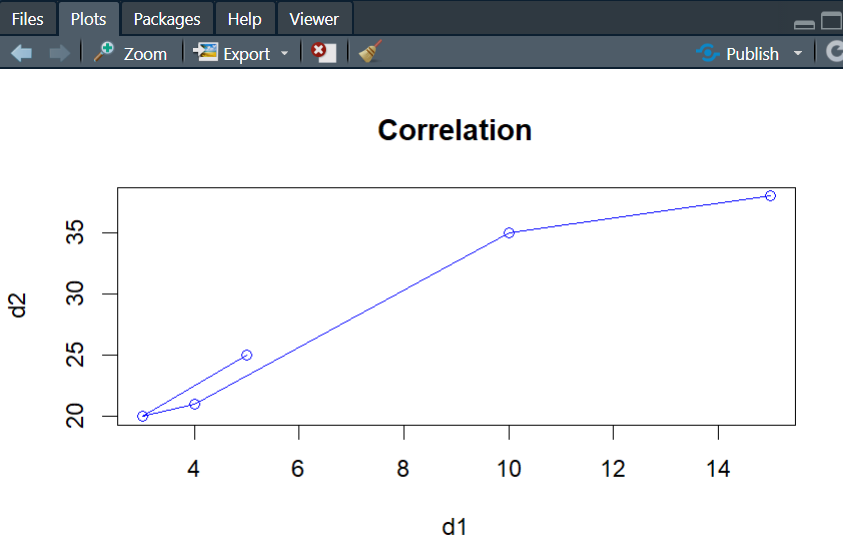 Files Plots Packages Help Viewer
Zoom Export Publish
Correlation
35
30
25
20
d2
4 6 8 10 12 14
d1